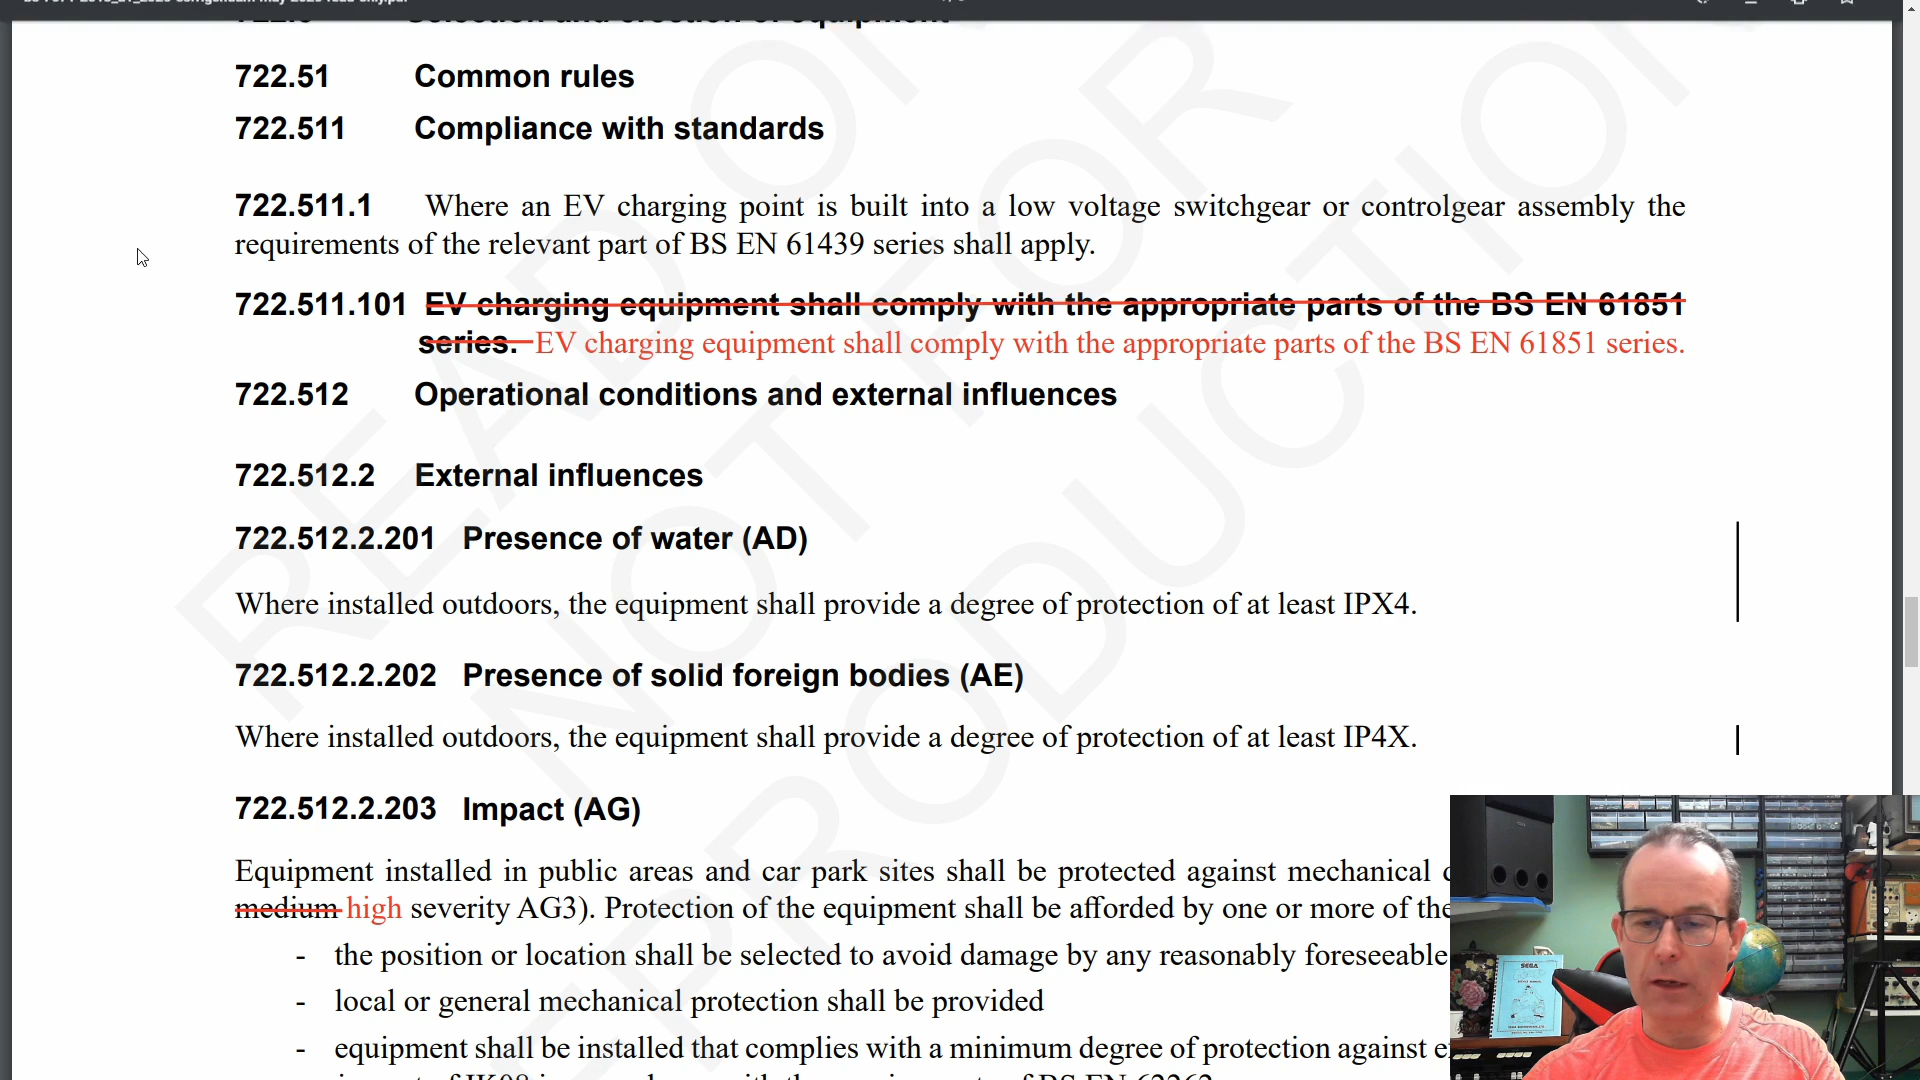 722.51 Common rules
722.511 Compliance with standards
722.511.1 Where an EV charging point is built into a low voltage switchgear or controlgear assembly the
requirements of the relevant part of BS EN 61439 series shall apply.
722.511.101 EV charging equipment shall comply with the appropriate parts of the BS EN 61851
series. EV charging equipment shall comply with the appropriate parts of the BS EN 61851 series.
722.512 Operational conditions and external influences
722.512.2 External influences
722.512.2.201 Presence of water (AD)
Where installed outdoors, the equipment shall provide a degree of protection of at least IPX4.
722.512.2.202 Presence of solid foreign bodies (AE)
Where installed outdoors, the equipment shall provide a degree of protection of at least IP4X.
722.512.2.203 Impact (AG)
Equipment installed in public areas and car park sites shall be protected against mechanical
medium high severity AG3). Protection of the equipment shall be afforded by one or more of the
- the position or location shall be selected to avoid damage by any reasonably foreseeable
- local or general mechanical protection shall be provided
- equipment shall be installed that complies with a minimum degree of protection against
READ ON
NOT FOR
REPRODUCTION
SEGA